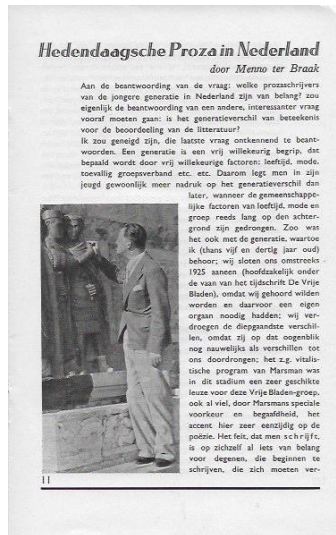 Hedendaagsche Proza in Nederland
door Menno ter Braak
Aan de beantwoording van de vraag: welke prozaschrijvers
van de jongere generatie in Nederland zijn van belang? zou
eigenlijk de beantwoording van een andere, interessanter vraag
vooraf moeten gaan: is het generatieverschil van beteekenis
voor de beoordeeling van de litteratuur?
Ik zou geneigd zijn, die laatste vraag ontkennend te beant-
woorden. Een generatie is een vrij willekeurig begrip, dat
bepaald wordt door vrij willekeurige factoren: leeftijd, mode,
toevallig groepsverband etc. etc. Daarom legt men in zijn
jeugd gewoonlijk meer nadruk op het generatieverschil dan
later, wanneer de gemeenschappe-
lijke factoren van leeftijd, mode en
groep reeds lang op den achter-
grond zijn gedrongen. Zoo was
het ook met de generatie, waartoe
ik (thans vijf en dertig jaar oud)
behoor; wij sloten ons omstreeks
1925 aaneen (hoofdzakelijk onder
de vaan van het tijdschrift De Vrije
Bladen), omdat wij gehoord wilden
worden en daarvoor een eigen
orgaan noodig hadden; wij ver-
droegen de diepgaandste verschil-
len, omdat zij op dat oogenblik
nog nauwelijks als verschillen tot
ons doordrongen; het z.g. vitalis-
tische program van Marsman was
in dit stadium een zeer geschikte
leuze voor deze Vrije Bladen-groep,
ook al viel, door Marsmans speciale
voorkeur en begaafdheid, het
accent hier zeer eenzijdig op de
poëzie. Het feit, dat men schrijft,
is op zichzelf al iets van belang
voor degenen, die beginnen te
schrijven, die zich moeten ver-
11